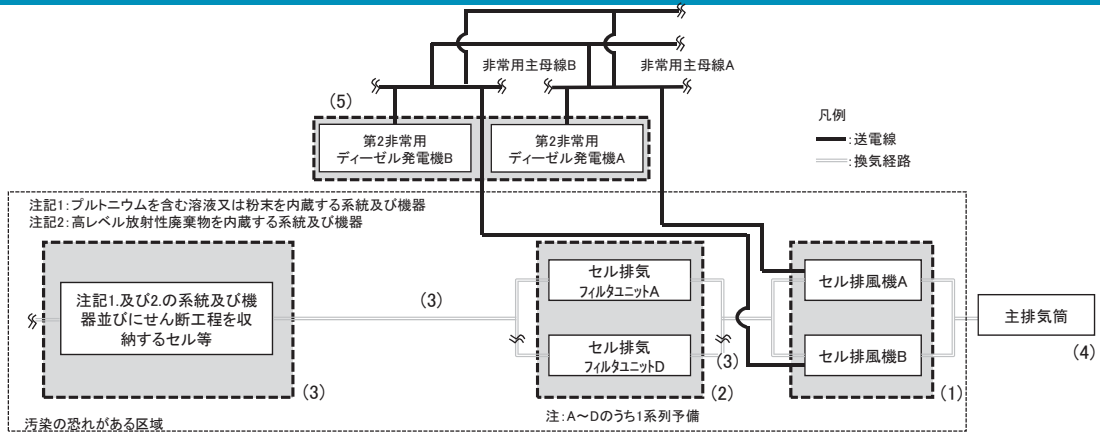 非常用主母線B
非常用主母線A
(5)
第2非常用
ディーゼル発電機B
第2非常用
ディーゼル発電機A
凡例
:送電線
:換気経路
注記1:プルトニウムを含む溶液又は粉末を内蔵する系統及び機器
注記2:高レベル放射性廃棄物を内蔵する系統及び機器
注記1.及び2.の系統及び機
器並びにせん断工程を収
納するセル等
(3)
(3)
セル排気
フィルタユニットA
セル排気
フィルタユニットD
(3)
(2)
セル排風機A
セル排風機B
(1)
主排気筒
(4)
注:A~Dのうち1系列予備
汚染の恐れがある区域